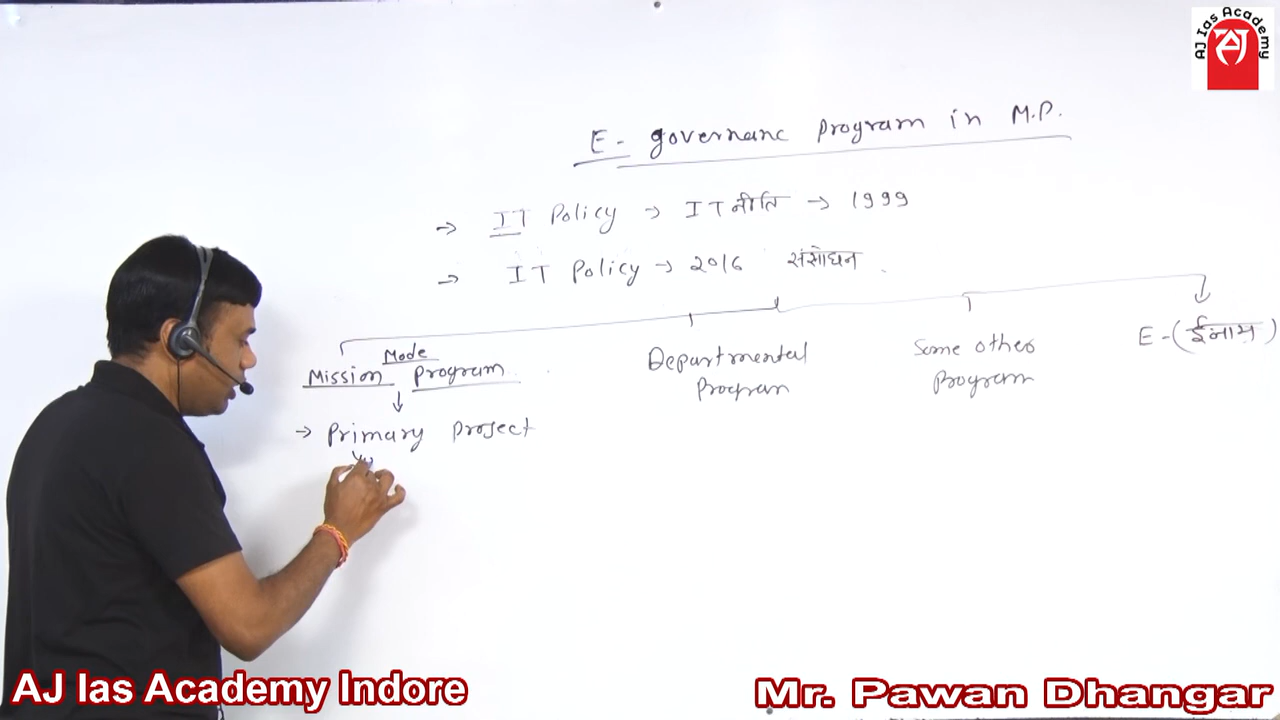 AJ Ias Academy
E- governanc program in M.P.
→ IT Policy → IT नीति → 1999
→ IT Policy → 2016 संसोधन
Mode
Mission Program
Departmental
Program
Some other
Program
E-(ईनाम)
→ Primary Project
AJ Ias Academy Indore
Mr. Pawan Dhangar